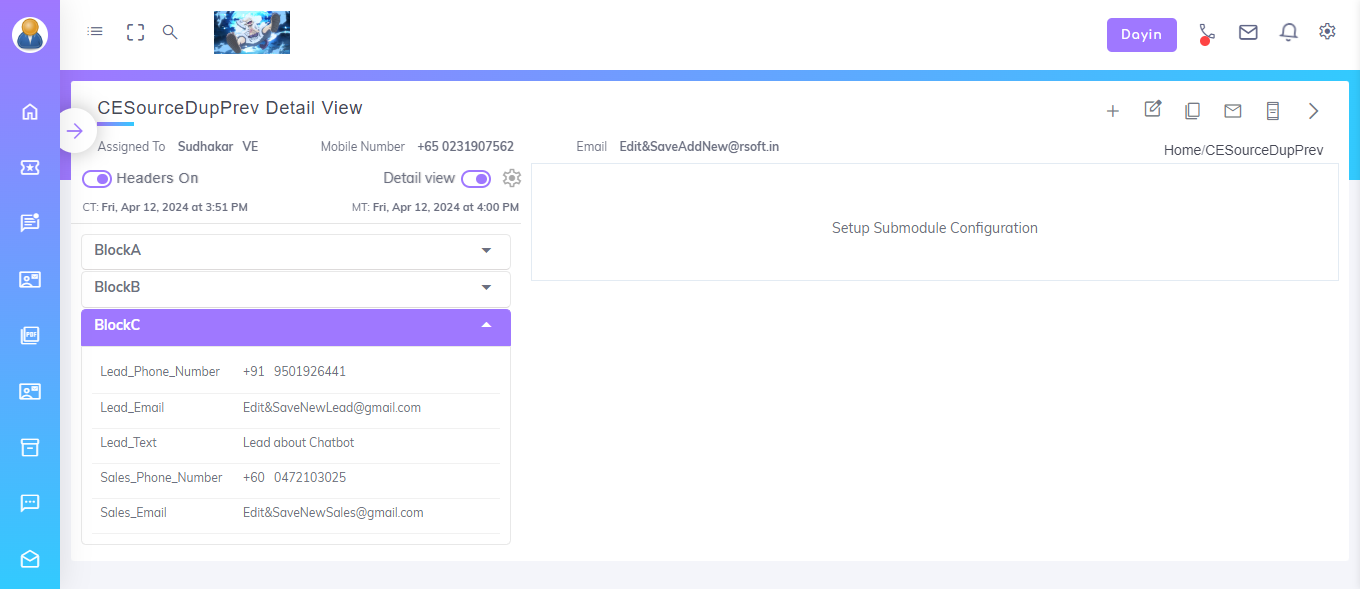 Dayin
CESourceDupPrev Detail View
Assigned To Sudhakar VE Mobile Number +65 0231907562 Email Edit&SaveAddNew@rsoft.in
Home/CESourceDupPrev
Headers On Detail view
CT: Fri, Apr 12, 2024 at 3:51 PM MT: Fri, Apr 12, 2024 at 4:00 PM
Setup Submodule Configuration
BlockA
BlockB
BlockC
Lead_Phone_Number +91 9501926441
Lead_Email Edit&SaveNewLead@gmail.com
Lead_Text Lead about Chatbot
Sales_Phone_Number +60 0472103025
Sales_Email Edit&SaveNewSales@gmail.com
PDF